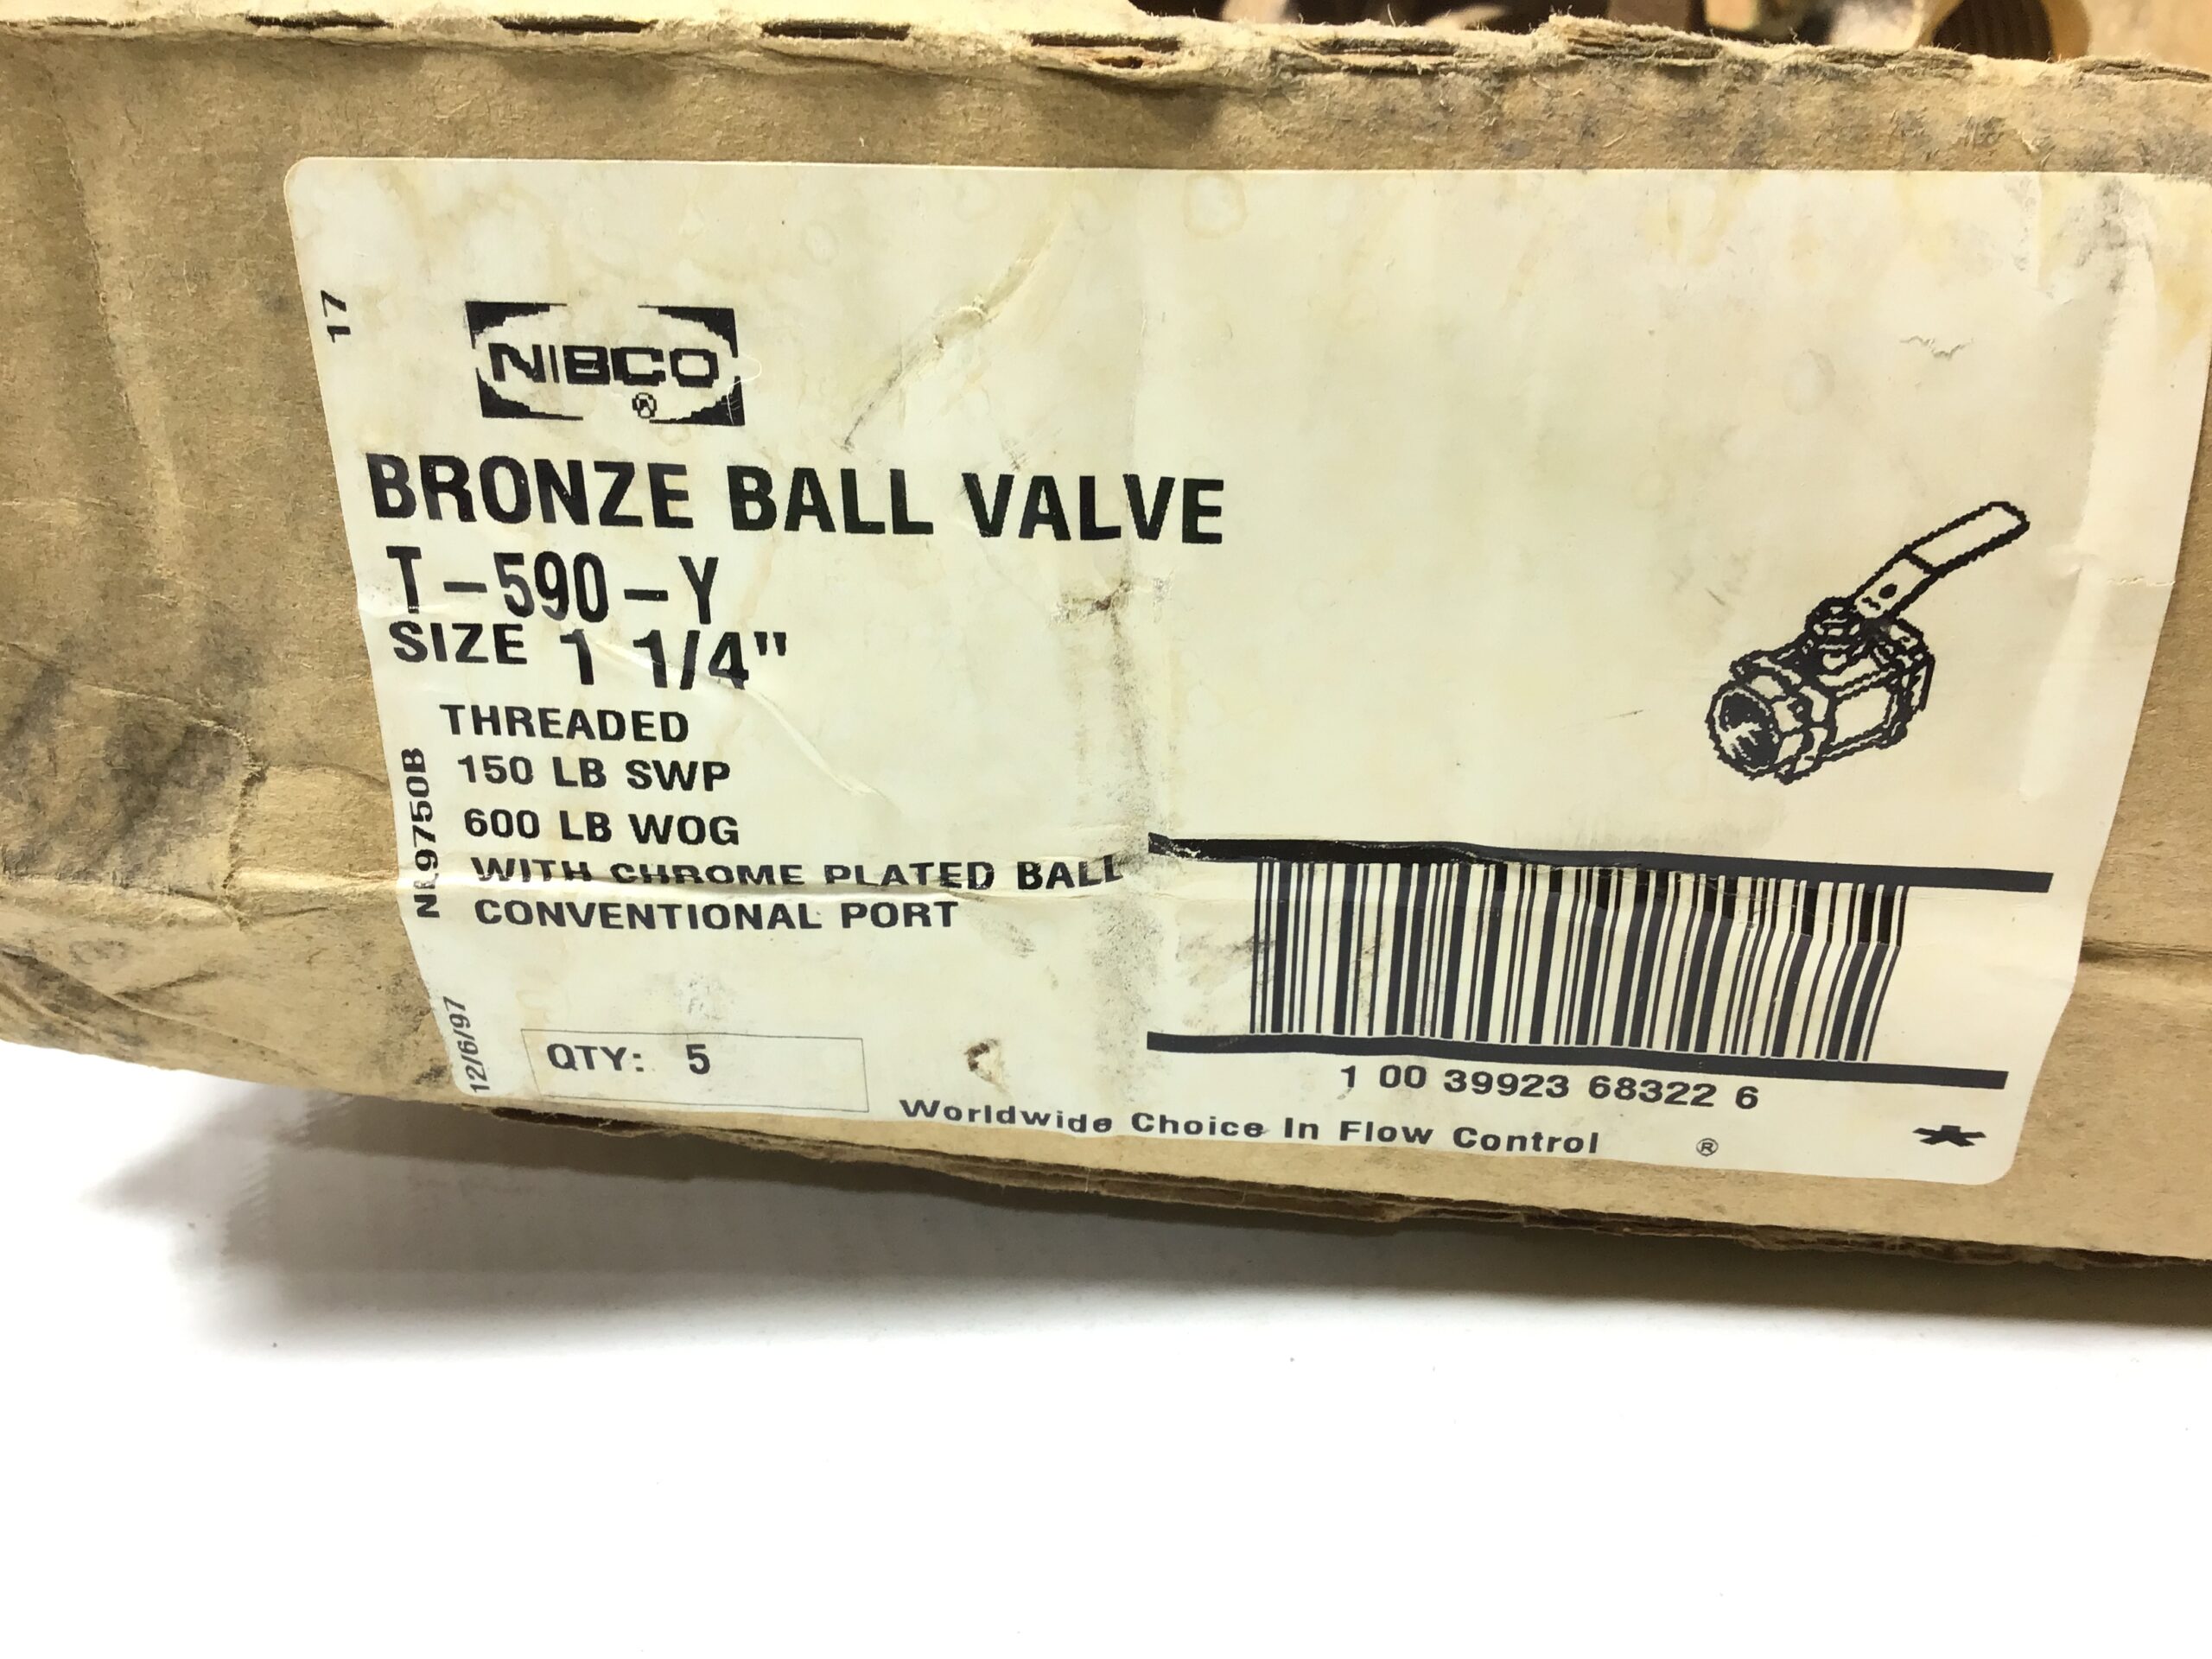 17
NIBCO
®
BRONZE BALL VALVE
T-590-Y
SIZE 1 1/4"
THREADED
150 LB SWP
600 LB WOG
WITH CHROME PLATED BALL
CONVENTIONAL PORT
12/6/97
QTY: 5
1 00 39923 68322 6
Worldwide Choice In Flow Control ®
*